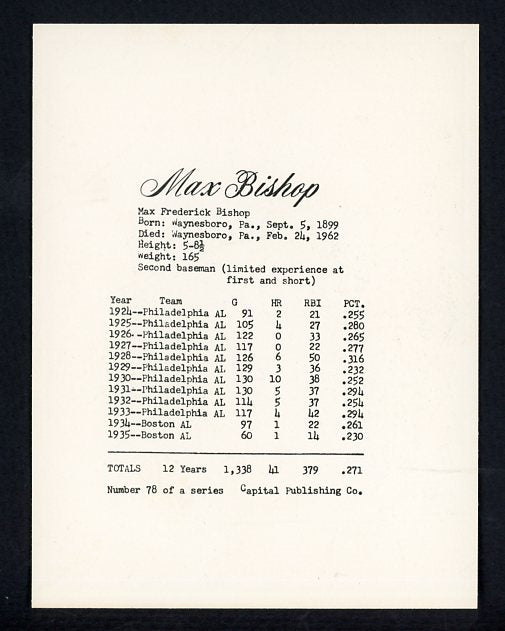 Max Bishop
Max Frederick Bishop
Born: Waynesboro, Pa., Sept. 5, 1899
Died: Waynesboro, Pa., Feb. 24, 1962
Height: 5-8½
Weight: 165
Second baseman (limited experience at
first and short)
Year Team G HR RBI PCT.
1924--Philadelphia AL 91 2 21 .255
1925--Philadelphia AL 105 4 27 .280
1926--Philadelphia AL 122 0 33 .265
1927--Philadelphia AL 117 0 22 .277
1928--Philadelphia AL 126 6 50 .316
1929--Philadelphia AL 129 3 36 .232
1930--Philadelphia AL 130 10 38 .252
1931--Philadelphia AL 130 5 37 .294
1932--Philadelphia AL 114 5 37 .254
1933--Philadelphia AL 117 4 42 .294
1934--Boston AL 97 1 22 .261
1935--Boston AL 60 1 14 .230
TOTALS 12 Years 1,338 41 379 .271
Number 78 of a series Capital Publishing Co.